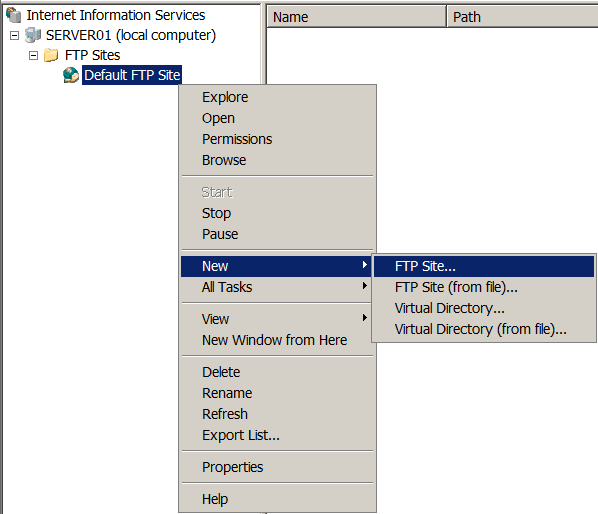 Internet Information Services
SERVER01 (local computer)
FTP Sites
Default FTP Site
Name Path
Explore
Open
Permissions
Browse
Start
Stop
Pause
New
All Tasks
View
New Window from Here
Delete
Rename
Refresh
Export List...
Properties
Help
FTP Site...
FTP Site (from file)...
Virtual Directory...
Virtual Directory (from file)...